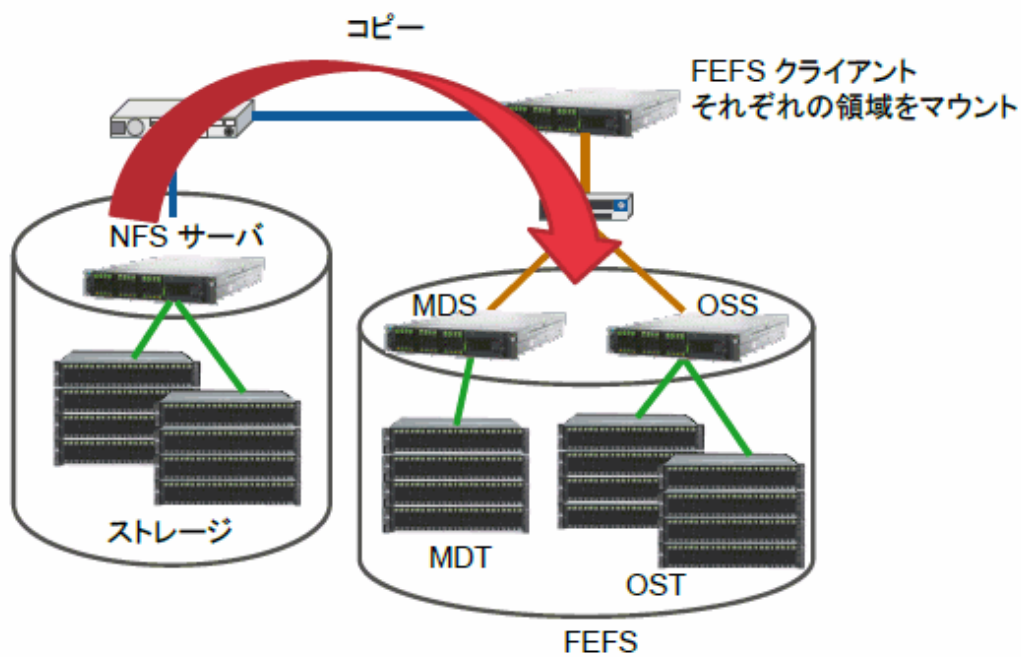 コピー
FEFS クライアント
それぞれの領域をマウント
NFS サーバ
MDS
OSS
ストレージ
MDT
OST
FEFS